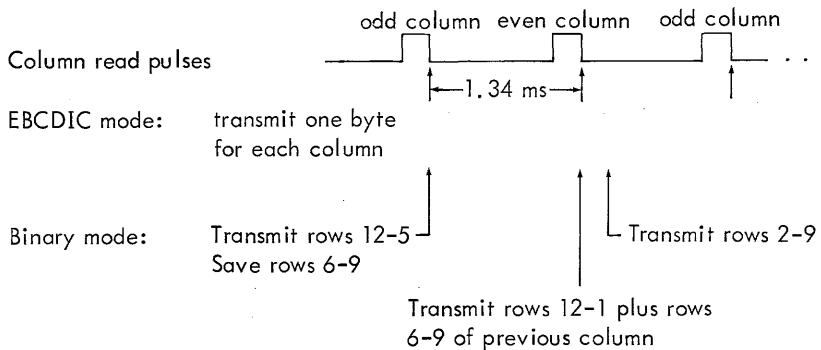 odd column even column odd column
Column read pulses
1.34 ms
EBCDIC mode: transmit one byte
for each column
Binary mode: Transmit rows 12-5
Save rows 6-9
Transmit rows 2-9
Transmit rows 12-1 plus rows
6-9 of previous column